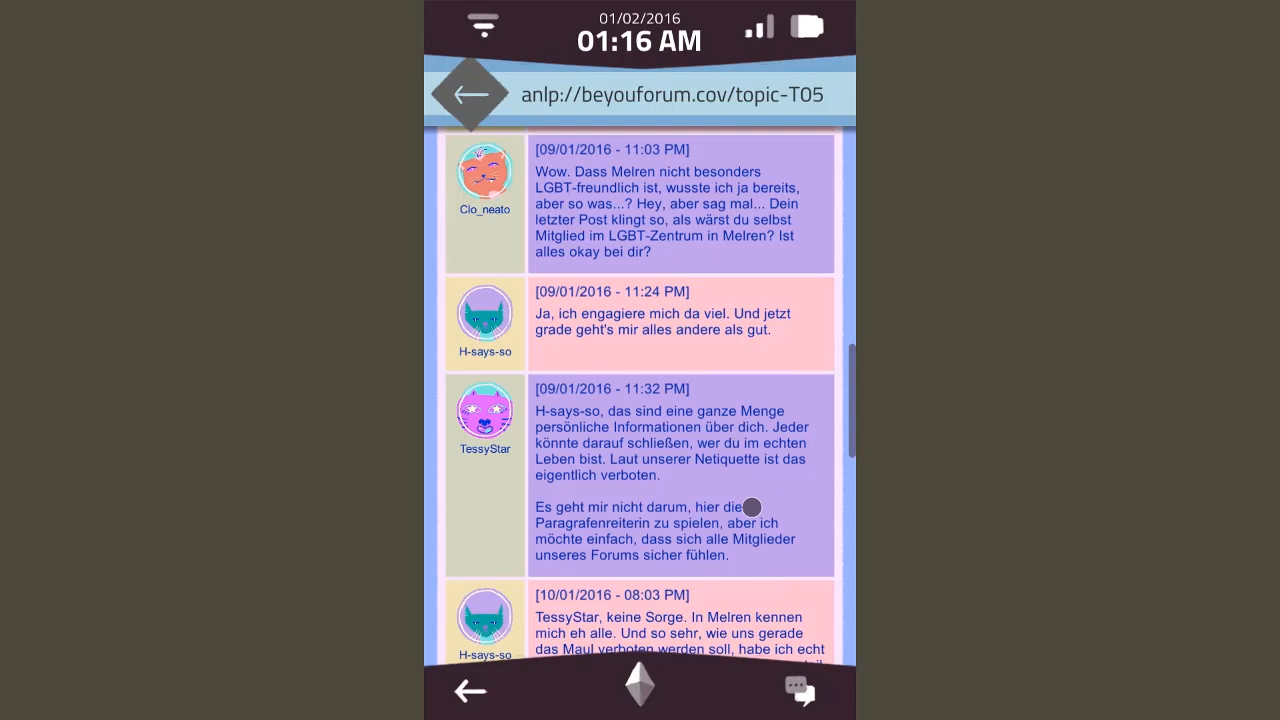 01/02/2016
01:16 AM
anlp://beyouforum.cov/topic-T05
[09/01/2016 - 11:03 PM]
Wow. Dass Melren nicht besonders
LGBT-freundlich ist, wusste ich ja bereits,
aber so was...? Hey, aber sag mal... Dein
letzter Post klingt so, als wärst du selbst
Mitglied im LGBT-Zentrum in Melren? Ist
alles okay bei dir?
Clo_neato
[09/01/2016 - 11:24 PM]
Ja, ich engagiere mich da viel. Und jetzt
grade geht's mir alles andere als gut.
H-says-so
[09/01/2016 - 11:32 PM]
H-says-so, das sind eine ganze Menge
persönliche Informationen über dich. Jeder
könnte darauf schließen, wer du im echten
Leben bist. Laut unserer Netiquette ist das
eigentlich verboten.
Es geht mir nicht darum, hier die
Paragrafenreiterin zu spielen, aber ich
möchte einfach, dass sich alle Mitglieder
unseres Forums sicher fühlen.
TessyStar
[10/01/2016 - 08:03 PM]
TessyStar, keine Sorge. In Melren kennen
mich eh alle. Und so sehr, wie uns gerade
das Maul verboten werden soll, habe ich echt
H-says-so